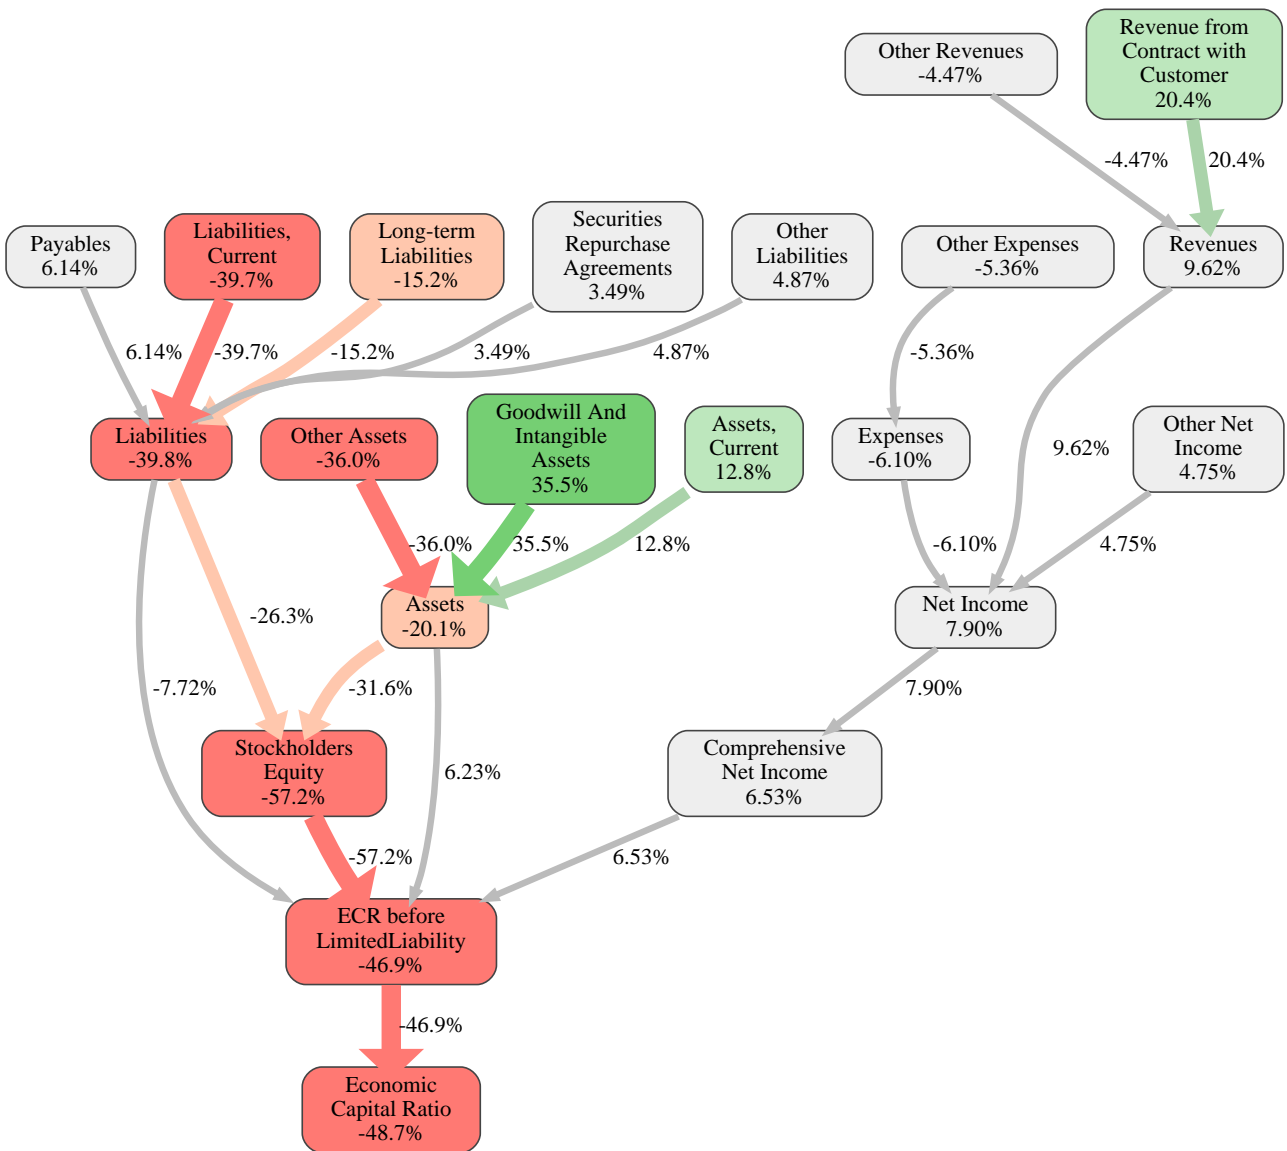 Other Revenues
-4.47%
Revenue from
Contract with
Customer
20.4%
-4.47%
20.4%
Payables
6.14%
Liabilities,
Current
-39.7%
Long-term
Liabilities
-15.2%
Securities
Repurchase
Agreements
3.49%
Other
Liabilities
4.87%
Other Expenses
-5.36%
Revenues
9.62%
6.14%
-39.7%
-15.2%
3.49%
4.87%
-5.36%
9.62%
Liabilities
-39.8%
Other Assets
-36.0%
Goodwill And
Intangible
Assets
35.5%
Assets,
Current
12.8%
Expenses
-6.10%
Other Net
Income
4.75%
-36.0%
35.5%
12.8%
-6.10%
4.75%
Assets
-20.1%
Net Income
7.90%
-26.3%
-7.72%
-31.6%
6.23%
7.90%
Stockholders
Equity
-57.2%
Comprehensive
Net Income
6.53%
-57.2%
6.53%
ECR before
LimitedLiability
-46.9%
-46.9%
Economic
Capital Ratio
-48.7%